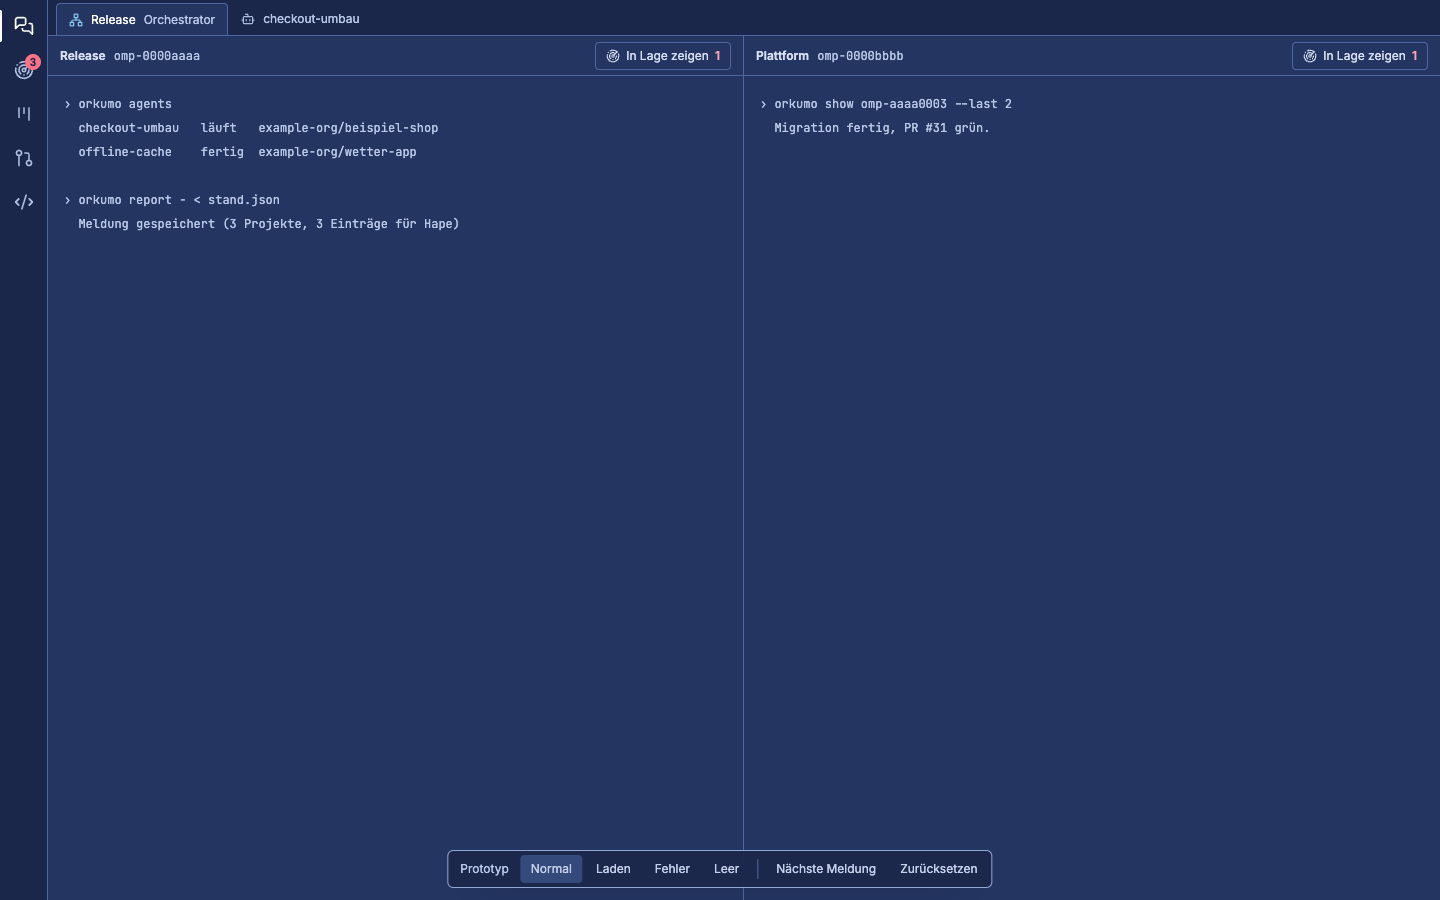 Release Orchestrator
checkout-umbau
3
Release omp-0000aaaa
In Lage zeigen 1
Plattform omp-0000bbbb
In Lage zeigen 1
› orkumo agents
checkout-umbau läuft example-org/beispiel-shop
offline-cache fertig example-org/wetter-app
› orkumo report - < stand.json
Meldung gespeichert (3 Projekte, 3 Einträge für Hape)
› orkumo show omp-aaaa0003 --last 2
Migration fertig, PR #31 grün.
Prototyp Normal Laden Fehler Leer Nächste Meldung Zurücksetzen